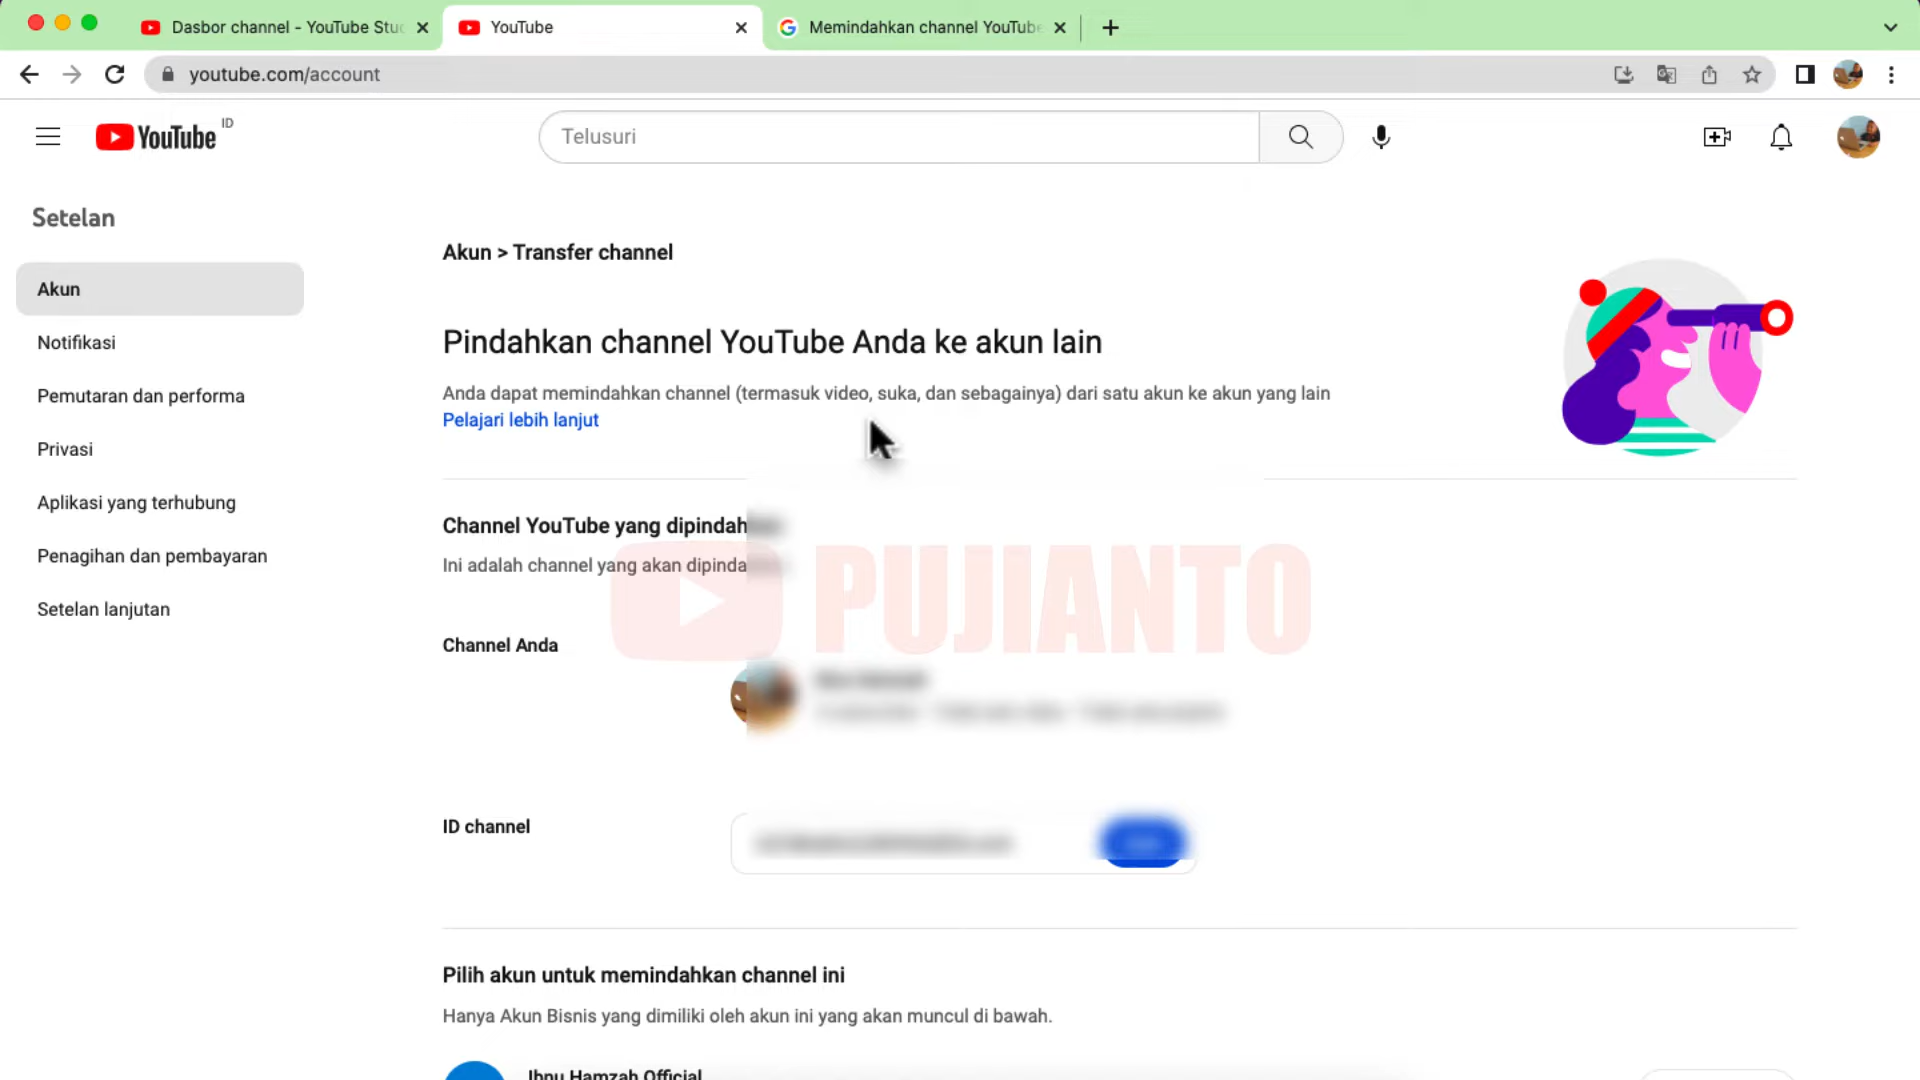 Dasbor channel - YouTube Stu
YouTube
Memindahkan channel YouTube
youtube.com/account
YouTube ID
Telusuri
Setelan
Akun
Notifikasi
Pemutaran dan performa
Privasi
Aplikasi yang terhubung
Penagihan dan pembayaran
Setelan lanjutan
Akun > Transfer channel
Pindahkan channel YouTube Anda ke akun lain
Anda dapat memindahkan channel (termasuk video, suka, dan sebagainya) dari satu akun ke akun yang lain
Pelajari lebih lanjut
Channel YouTube yang dipindah
Ini adalah channel yang akan dipinda
PUJIANTO
Channel Anda
ID channel
Pilih akun untuk memindahkan channel ini
Hanya Akun Bisnis yang dimiliki oleh akun ini yang akan muncul di bawah.
Ibnu Hamzah Official